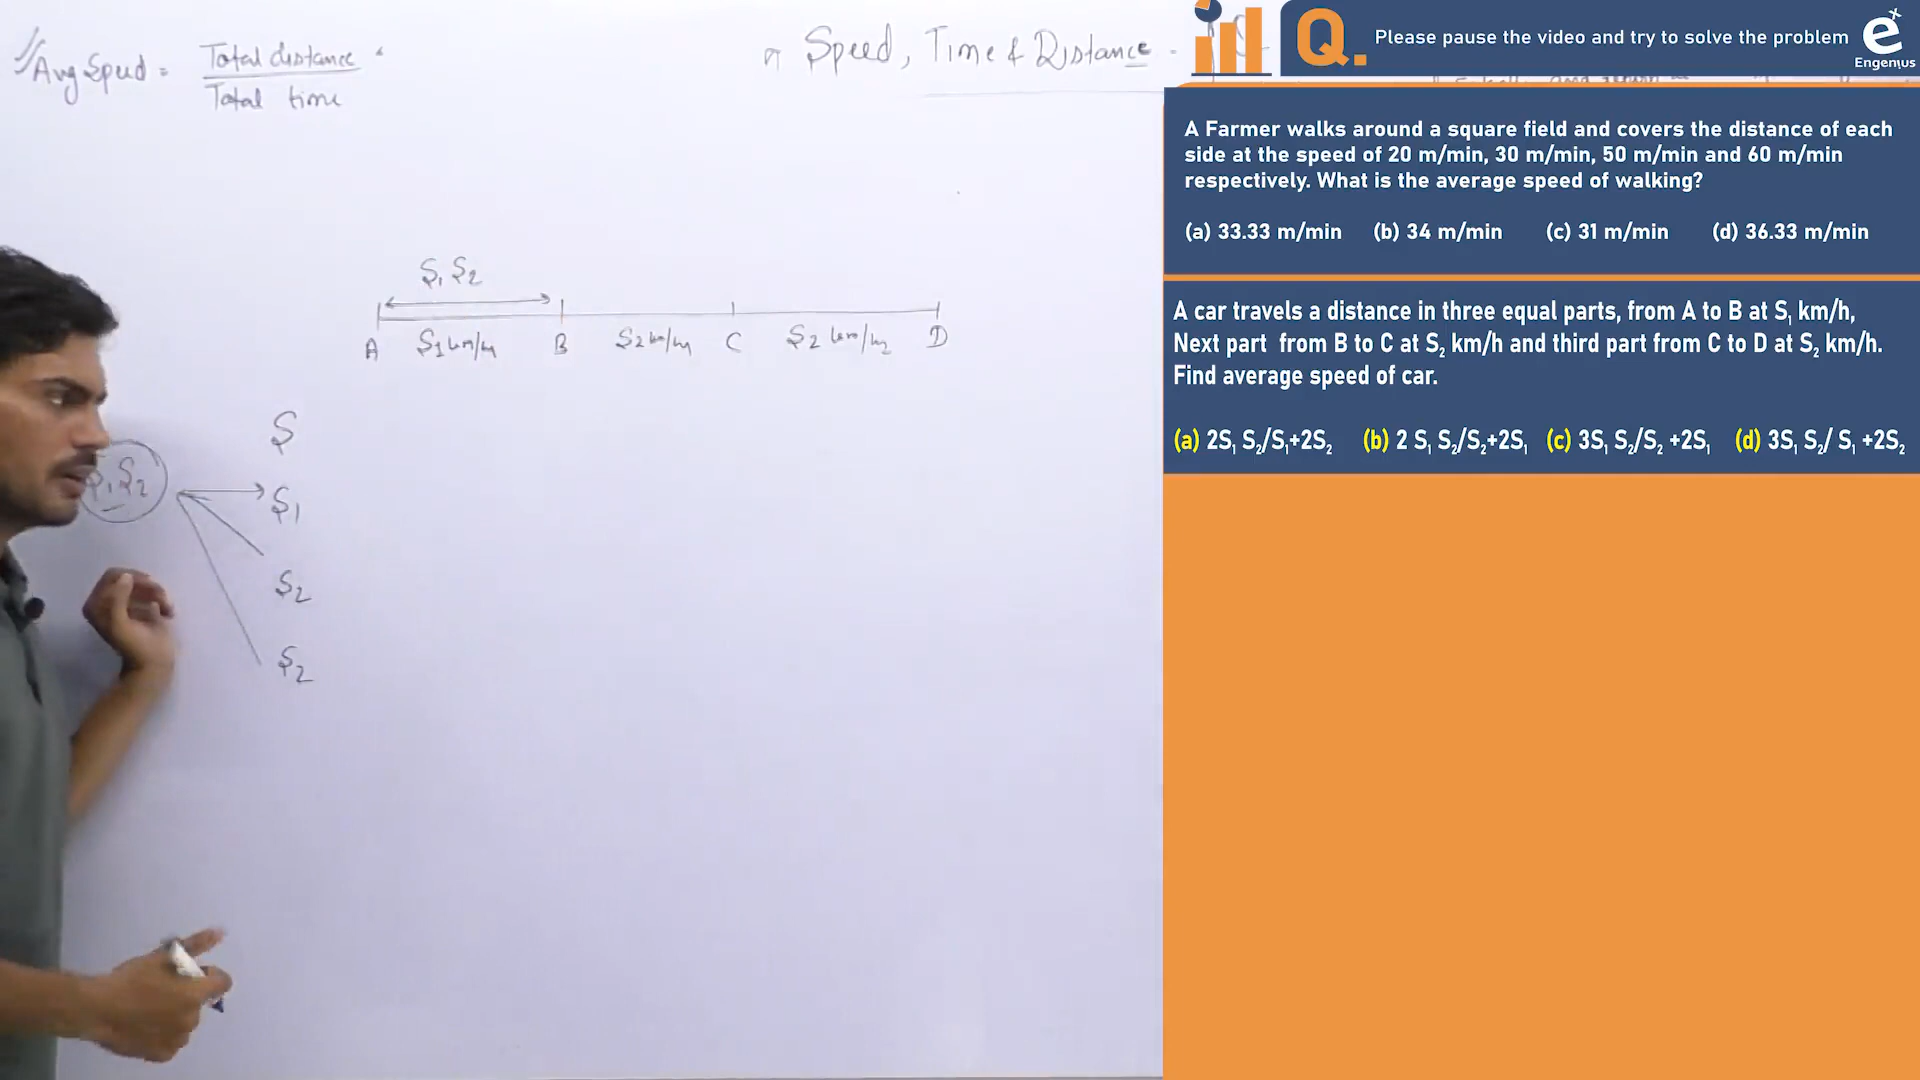 Avg Speed = Total distance
Total time
Speed, Time & Distance -
S1 S2
A S1 km/h B S2 km/h C S2 km/h D
S
S1 S2
S1
S2
S2
Q.
Please pause the video and try to solve the problem
ex
Engenius
A Farmer walks around a square field and covers the distance of each
side at the speed of 20 m/min, 30 m/min, 50 m/min and 60 m/min
respectively. What is the average speed of walking?
(a) 33.33 m/min (b) 34 m/min (c) 31 m/min (d) 36.33 m/min
A car travels a distance in three equal parts, from A to B at S₁ km/h,
Next part from B to C at S₂ km/h and third part from C to D at S₂ km/h.
Find average speed of car.
(a) 2S₁ S₂/S₁+2S₂ (b) 2 S₁ S₂/S₂+2S₁ (c) 3S₁ S₂/S₂ +2S₁ (d) 3S₁ S₂/ S₁ +2S₂